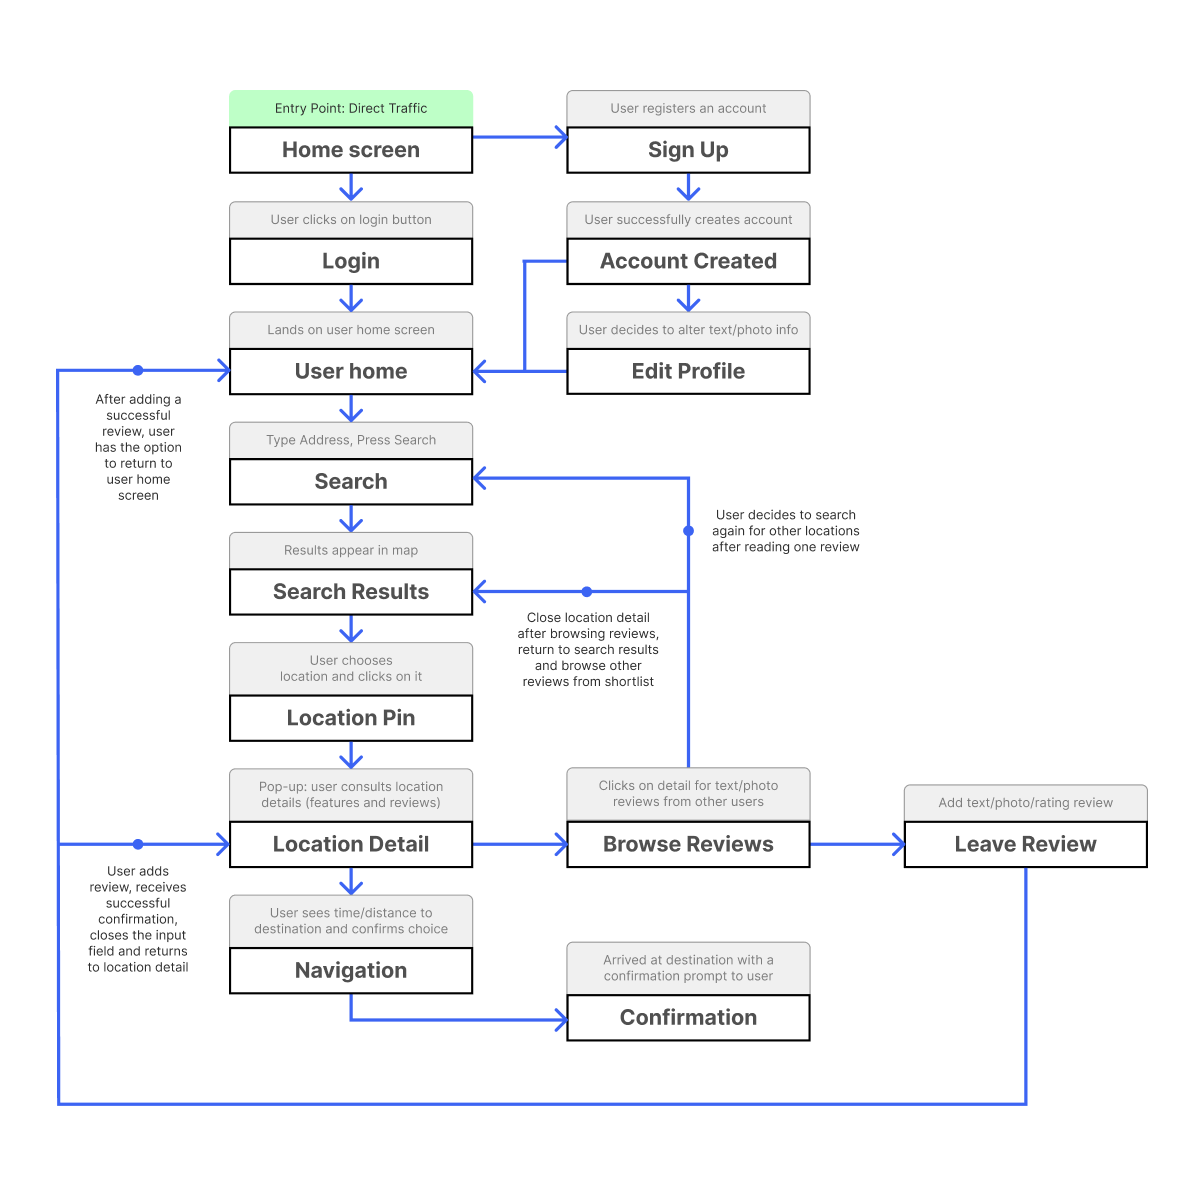 Entry Point: Direct Traffic
Home screen
User registers an account
Sign Up
User clicks on login button
Login
User successfully creates account
Account Created
Lands on user home screen
User home
User decides to alter text/photo info
Edit Profile
After adding a
successful
review, user
has the option
to return to
user home
screen
Type Address, Press Search
Search
User decides to search
again for other locations
after reading one review
Results appear in map
Search Results
Close location detail
after browsing reviews,
return to search results
and browse other
reviews from shortlist
User chooses
location and clicks on it
Location Pin
Pop-up: user consults location
details (features and reviews)
Location Detail
Clicks on detail for text/photo
reviews from other users
Browse Reviews
Add text/photo/rating review
Leave Review
User adds
review, receives
successful
confirmation,
closes the input
field and returns
to location detail
User sees time/distance to
destination and confirms choice
Navigation
Arrived at destination with a
confirmation prompt to user
Confirmation